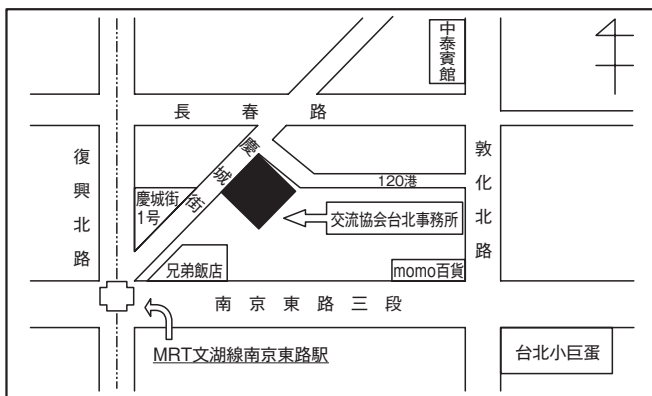 中泰賓館
長春路
復興北路
慶城街
敦化北路
120港
慶城街
1号
交流協会台北事務所
兄弟飯店
momo百貨
南京東路三段
MRT文湖線南京東路駅
台北小巨蛋